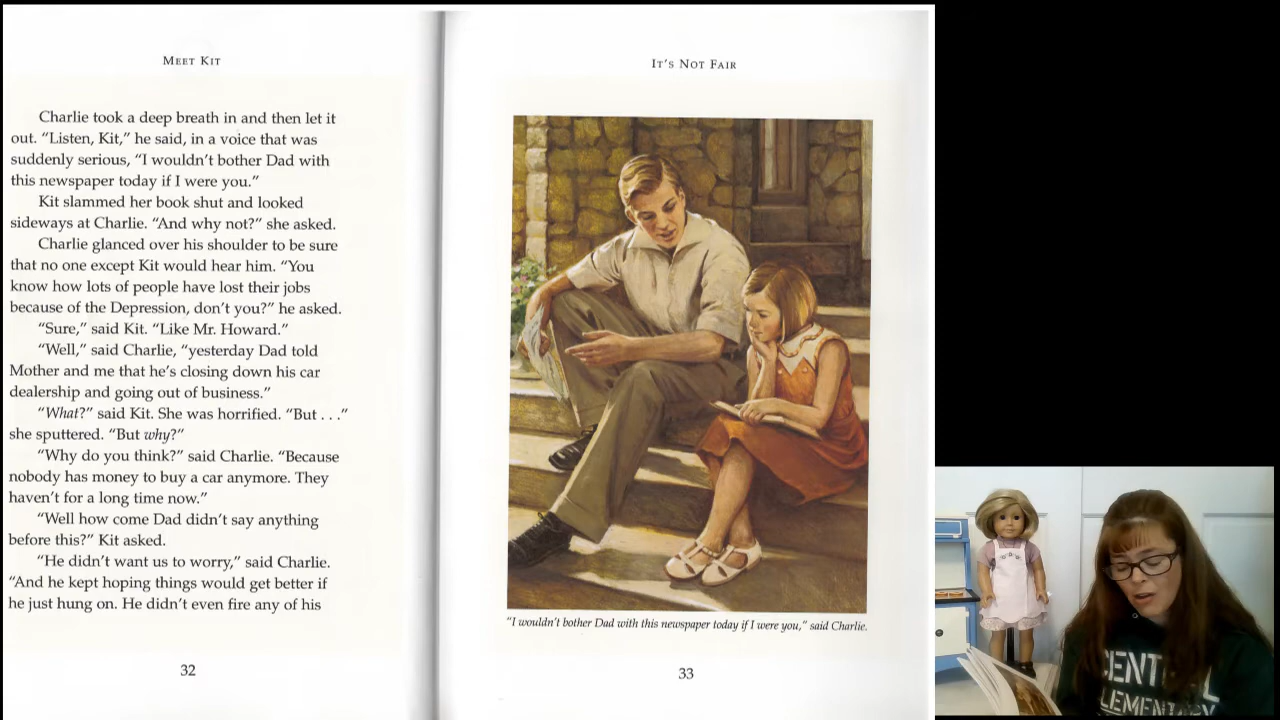 MEET KIT
Charlie took a deep breath in and then let it
out. “Listen, Kit,” he said, in a voice that was
suddenly serious, “I wouldn’t bother Dad with
this newspaper today if I were you.”
Kit slammed her book shut and looked
sideways at Charlie. “And why not?” she asked.
Charlie glanced over his shoulder to be sure
that no one except Kit would hear him. “You
know how lots of people have lost their jobs
because of the Depression, don’t you?” he asked.
“Sure,” said Kit. “Like Mr. Howard.”
“Well,” said Charlie, “yesterday Dad told
Mother and me that he’s closing down his car
dealership and going out of business.”
“What?” said Kit. She was horrified. “But . . .”
she sputtered. “But why?”
“Why do you think?” said Charlie. “Because
nobody has money to buy a car anymore. They
haven’t for a long time now.”
“Well how come Dad didn’t say anything
before this?” Kit asked.
“He didn’t want us to worry,” said Charlie.
“And he kept hoping things would get better if
he just hung on. He didn’t even fire any of his
32
IT’S NOT FAIR
“I wouldn’t bother Dad with this newspaper today if I were you,” said Charlie.
33
CENTRAL
ELEMENTARY